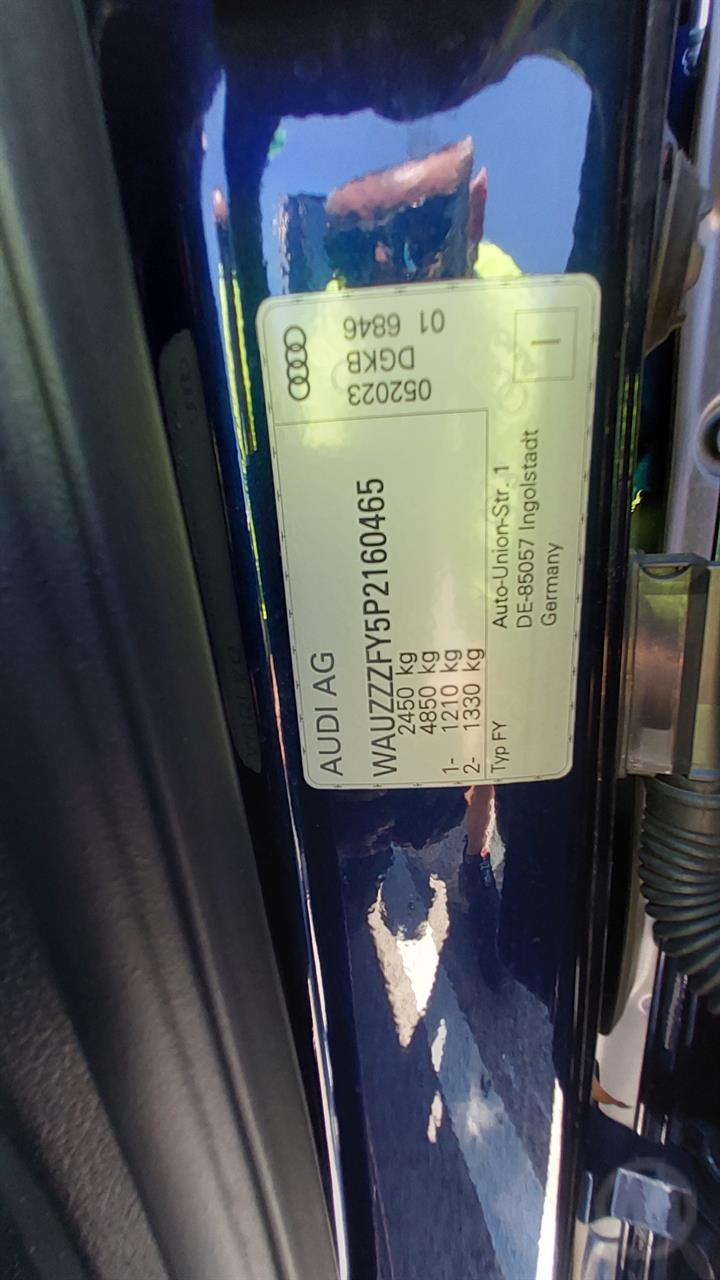 AUDI AG
WAUZZZFY5P2160465
2450 kg
4850 kg
1- 1210 kg
2- 1330 kg
Typ FY
Auto-Union-Str. 1
DE-85057 Ingolstadt
Germany
052023
DGKB
01 6846
I